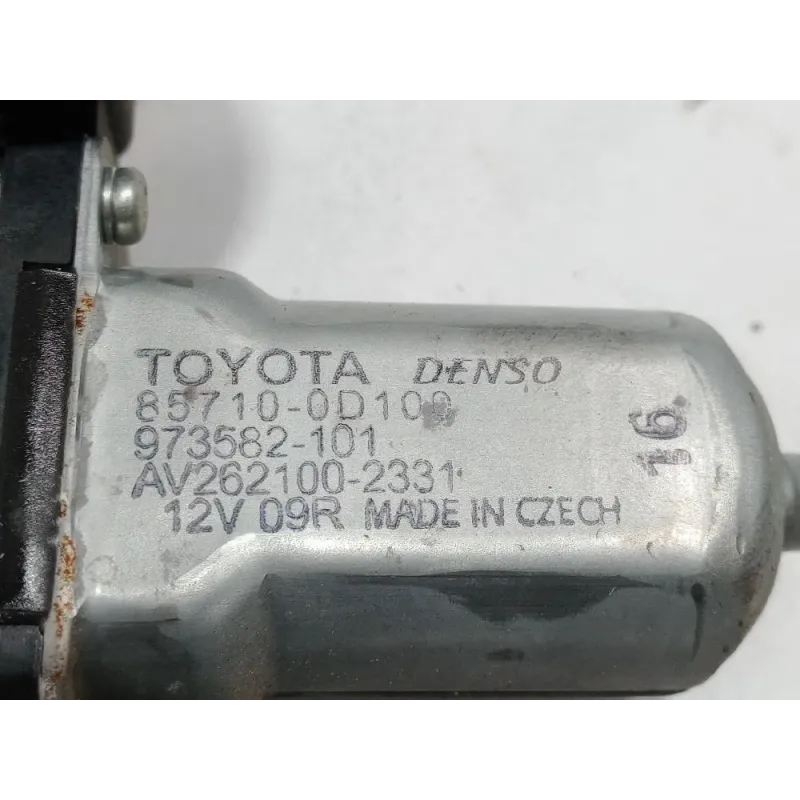 TOYOTA DENSO
85710-0D100
973582-101
AV262100-2331
12V 09R MADE IN CZECH
16